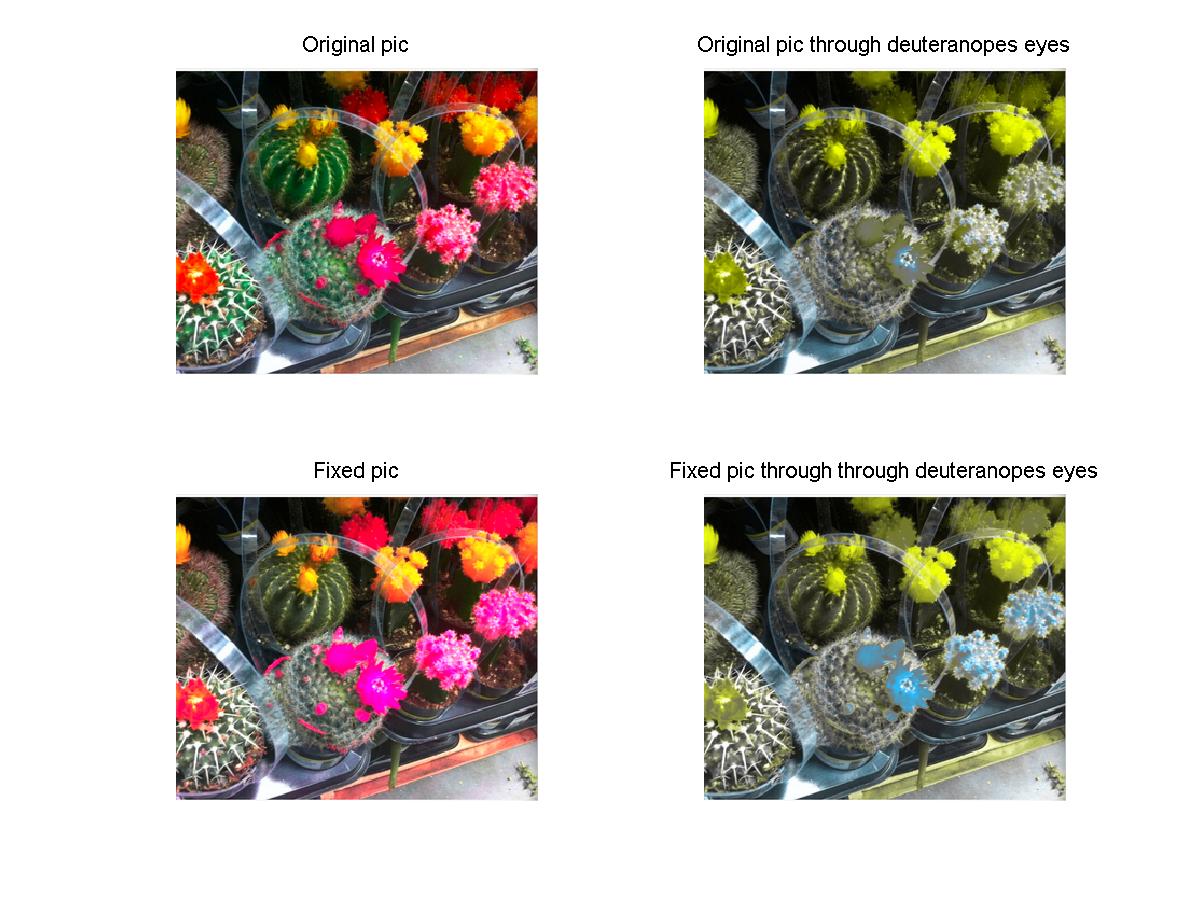 Original pic
Original pic through deuteranopes eyes
Fixed pic
Fixed pic through through deuteranopes eyes